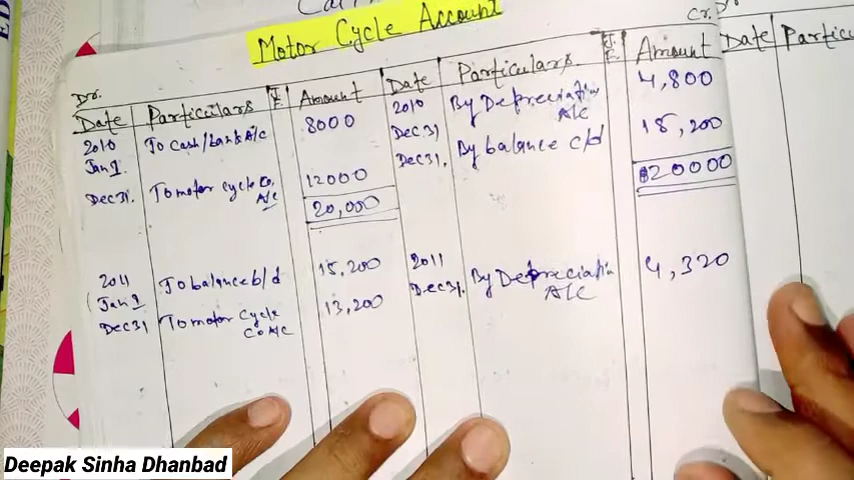 Motor Cycle Account
Dr.
Cr.
Date Particulars J.F. Amount Date Particulars J.F. Amount
2010 2010 By Depreciation 4,800
Jan 1 To Cash/bank A/C 8000 Dec 31 A/C
Dec 31. To motor cycle Co. 12000 Dec 31. By balance c/d 15,200
A/c
20,000 20000
2011 To balance b/d 15,200 2011
Jan 1 Dec 31. By Depreciation 4,320
A/c
Dec 31 To motor cycle 13,200
Co A/c
Dr
Date Particu
Deepak Sinha Dhanbad